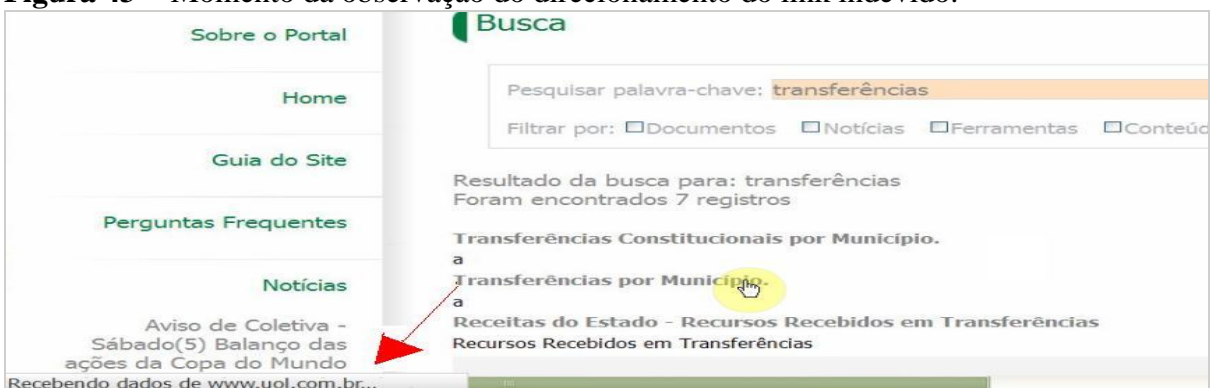 Figura 43 – Momento da observação do direcionamento do link indevido.
Sobre o Portal
Home
Guia do Site
Perguntas Frequentes
Notícias
Aviso de Coletiva -
Sábado(5) Balanço das
ações da Copa do Mundo
Recebendo dados de www.uol.com.br...
Busca
Pesquisar palavra-chave: transferências
Filtrar por: Documentos Notícias Ferramentas
Resultado da busca para: transferências
Foram encontrados 7 registros
Transferências Constitucionais por Município.
a
Transferências por Município.
a
Receitas do Estado - Recursos Recebidos em Transferências
Recursos Recebidos em Transferências